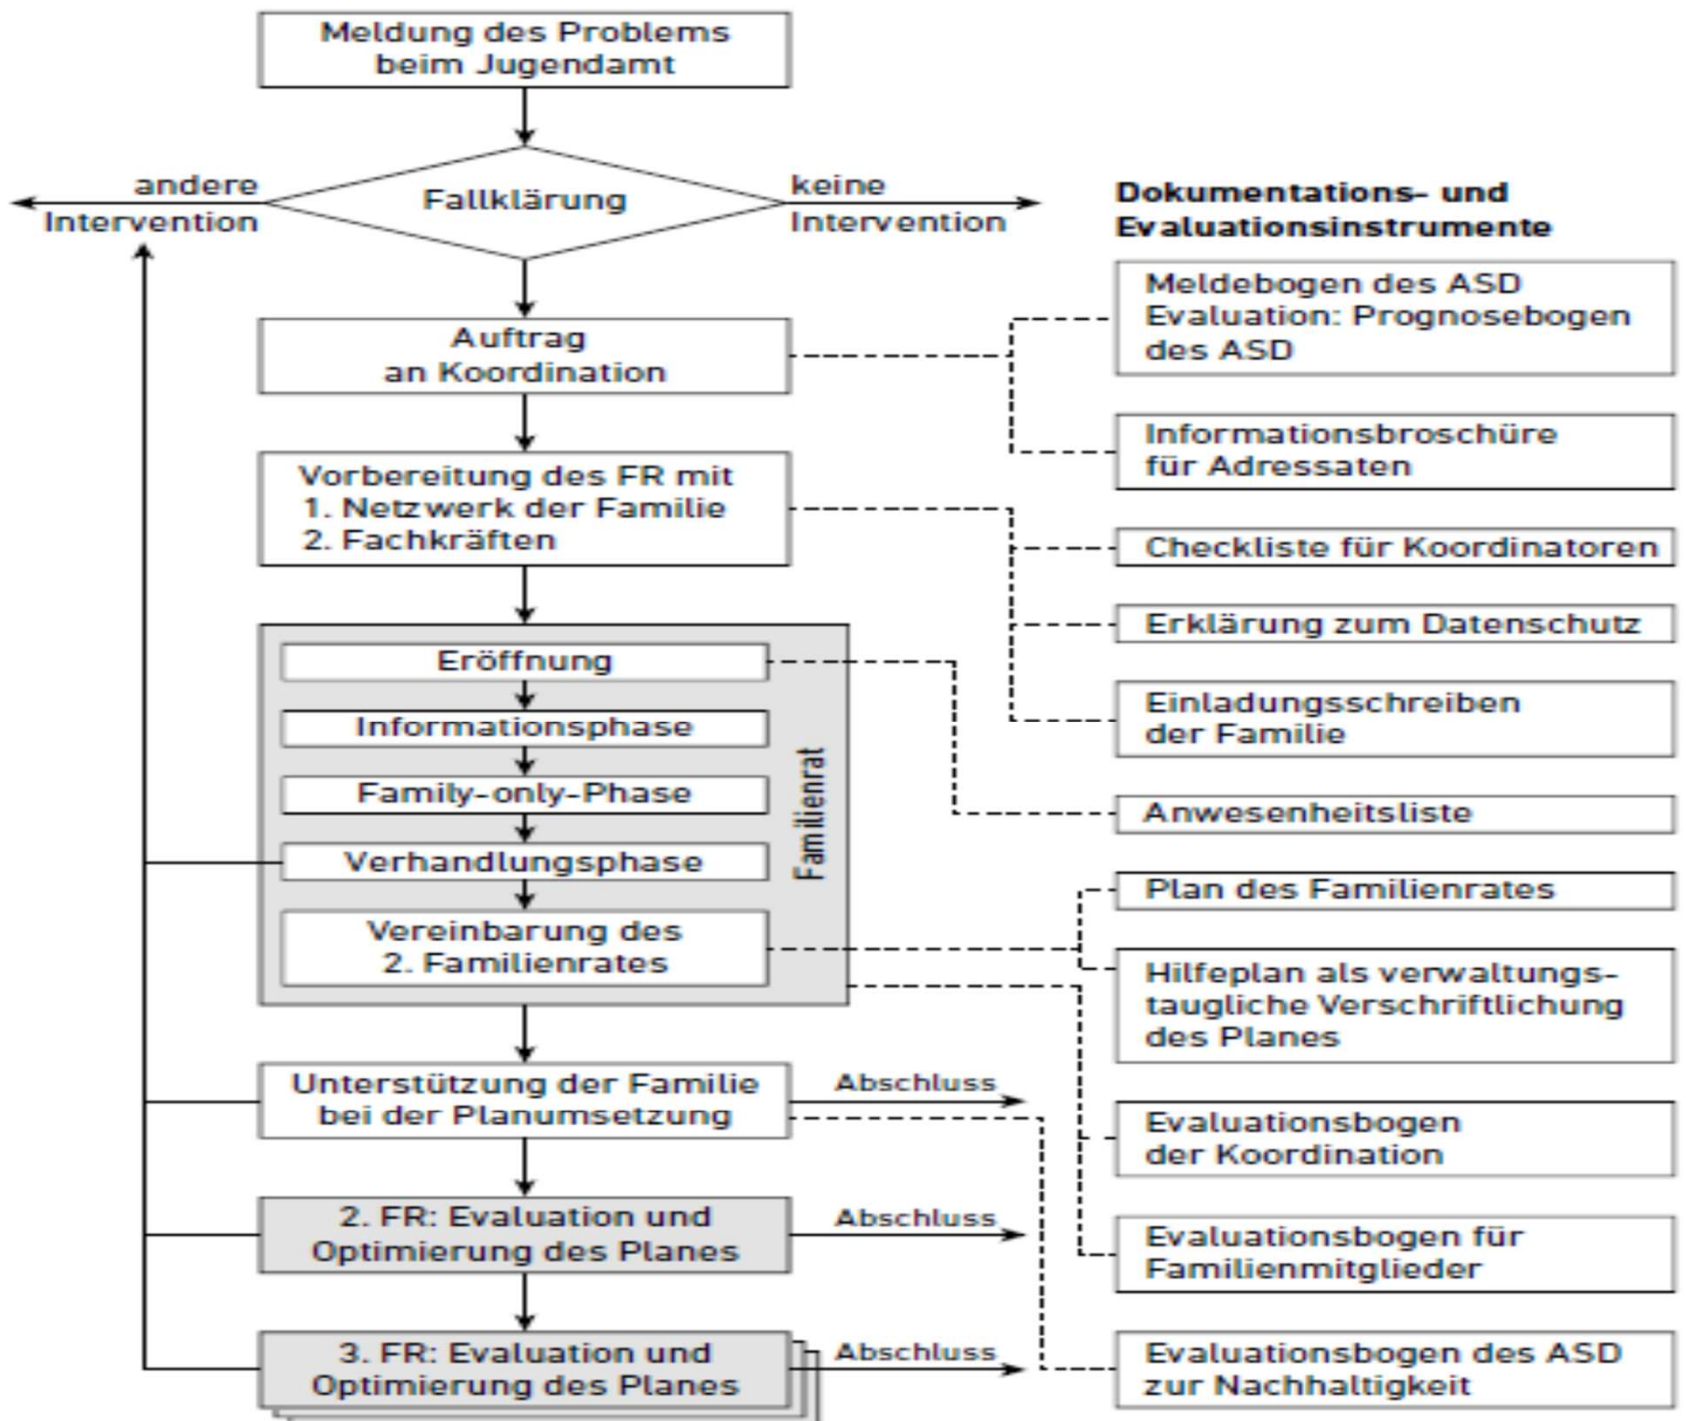 Meldung des Problems
beim Jugendamt
andere
Intervention
Fallklärung
keine
Intervention
Auftrag
an Koordination
Vorbereitung des FR mit
1. Netzwerk der Familie
2. Fachkräften
Eröffnung
Informationsphase
Family-only-Phase
Verhandlungsphase
Vereinbarung des
2. Familienrates
Familienrat
Unterstützung der Familie
bei der Planumsetzung
Abschluss
2. FR: Evaluation und
Optimierung des Planes
Abschluss
3. FR: Evaluation und
Optimierung des Planes
Abschluss
Dokumentations- und
Evaluationsinstrumente
Meldebogen des ASD
Evaluation: Prognosebogen
des ASD
Informationsbroschüre
für Adressaten
Checkliste für Koordinatoren
Erklärung zum Datenschutz
Einladungsschreiben
der Familie
Anwesenheitsliste
Plan des Familienrates
Hilfeplan als verwaltungs-
taugliche Verschriftlichung
des Planes
Evaluationsbogen
der Koordination
Evaluationsbogen für
Familienmitglieder
Evaluationsbogen des ASD
zur Nachhaltigkeit